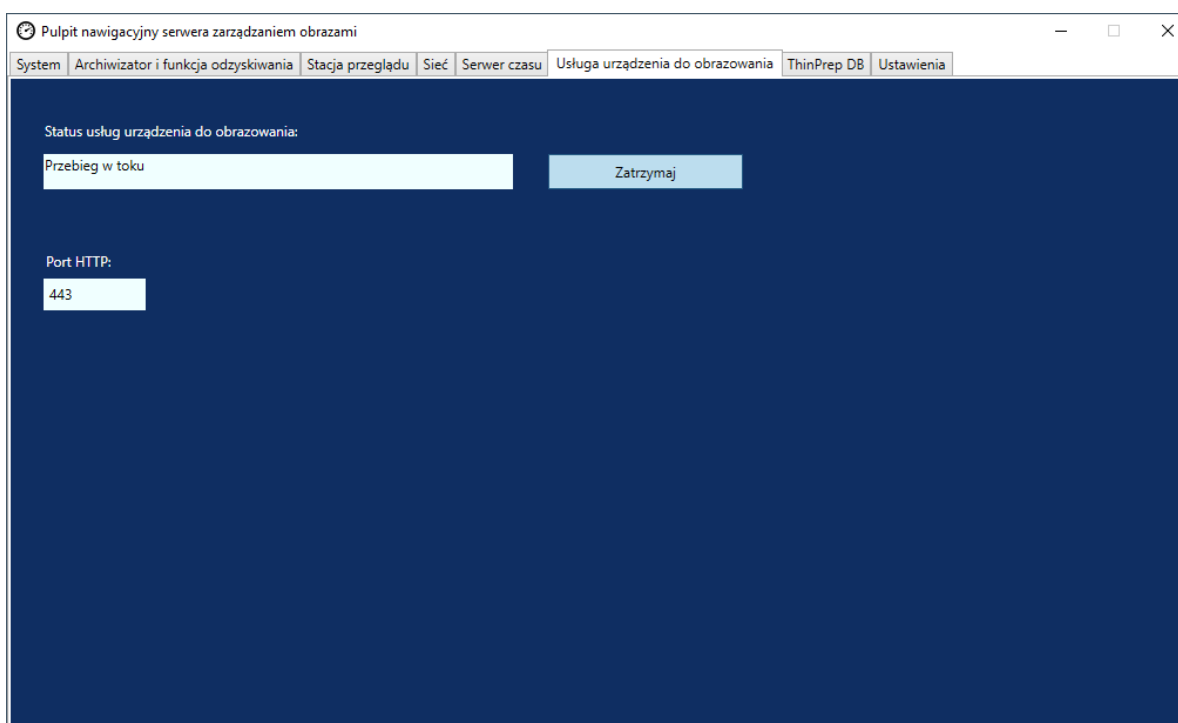 Pulpit nawigacyjny serwera zarządzaniem obrazami
System Archiwizator i funkcja odzyskiwania Stacja przeglądu Sieć Serwer czasu Usługa urządzenia do obrazowania ThinPrep DB Ustawienia
Status usług urządzenia do obrazowania:
Przebieg w toku Zatrzymaj
Port HTTP:
443